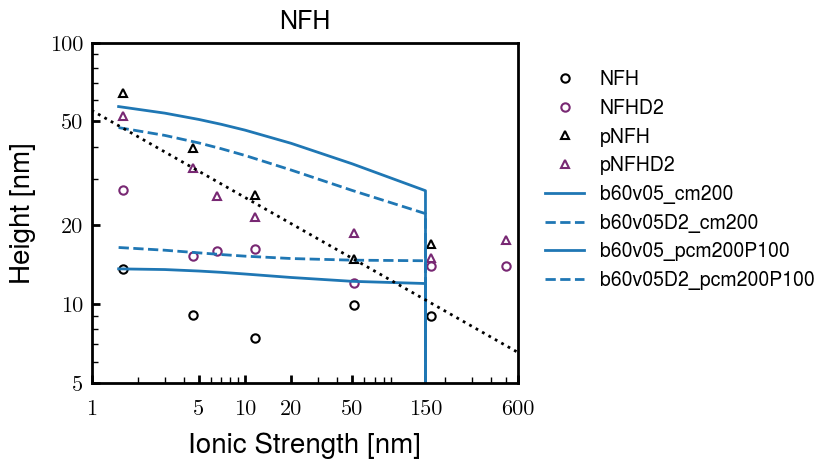 NFH
100
50
20
10
5
Height [nm]
1
5
10
20
50
150
600
Ionic Strength [nm]
NFH
NFHD2
pNFH
pNFHD2
b60v05_cm200
b60v05D2_cm200
b60v05_pcm200P100
b60v05D2_pcm200P100